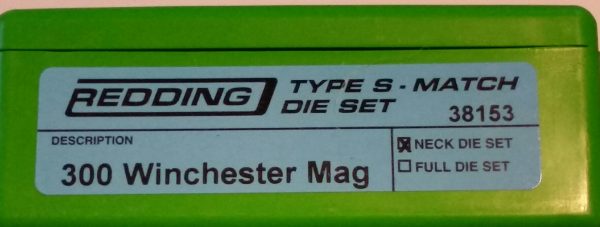 REDDING TYPE S - MATCH
DIE SET 38153
DESCRIPTION
300 Winchester Mag
NECK DIE SET
FULL DIE SET